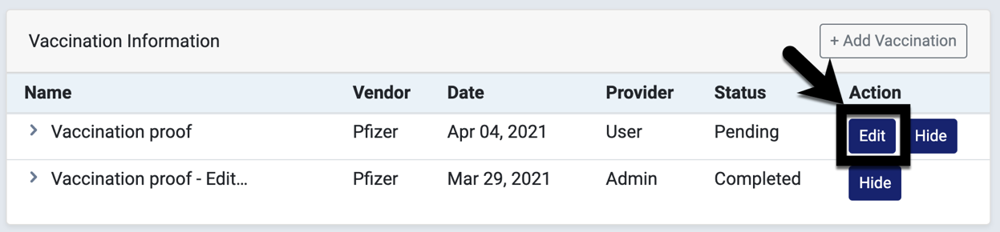 Vaccination Information + Add Vaccination
Name Vendor Date Provider Status Action
Vaccination proof Pfizer Apr 04, 2021 User Pending Edit Hide
Vaccination proof - Edit... Pfizer Mar 29, 2021 Admin Completed Hide